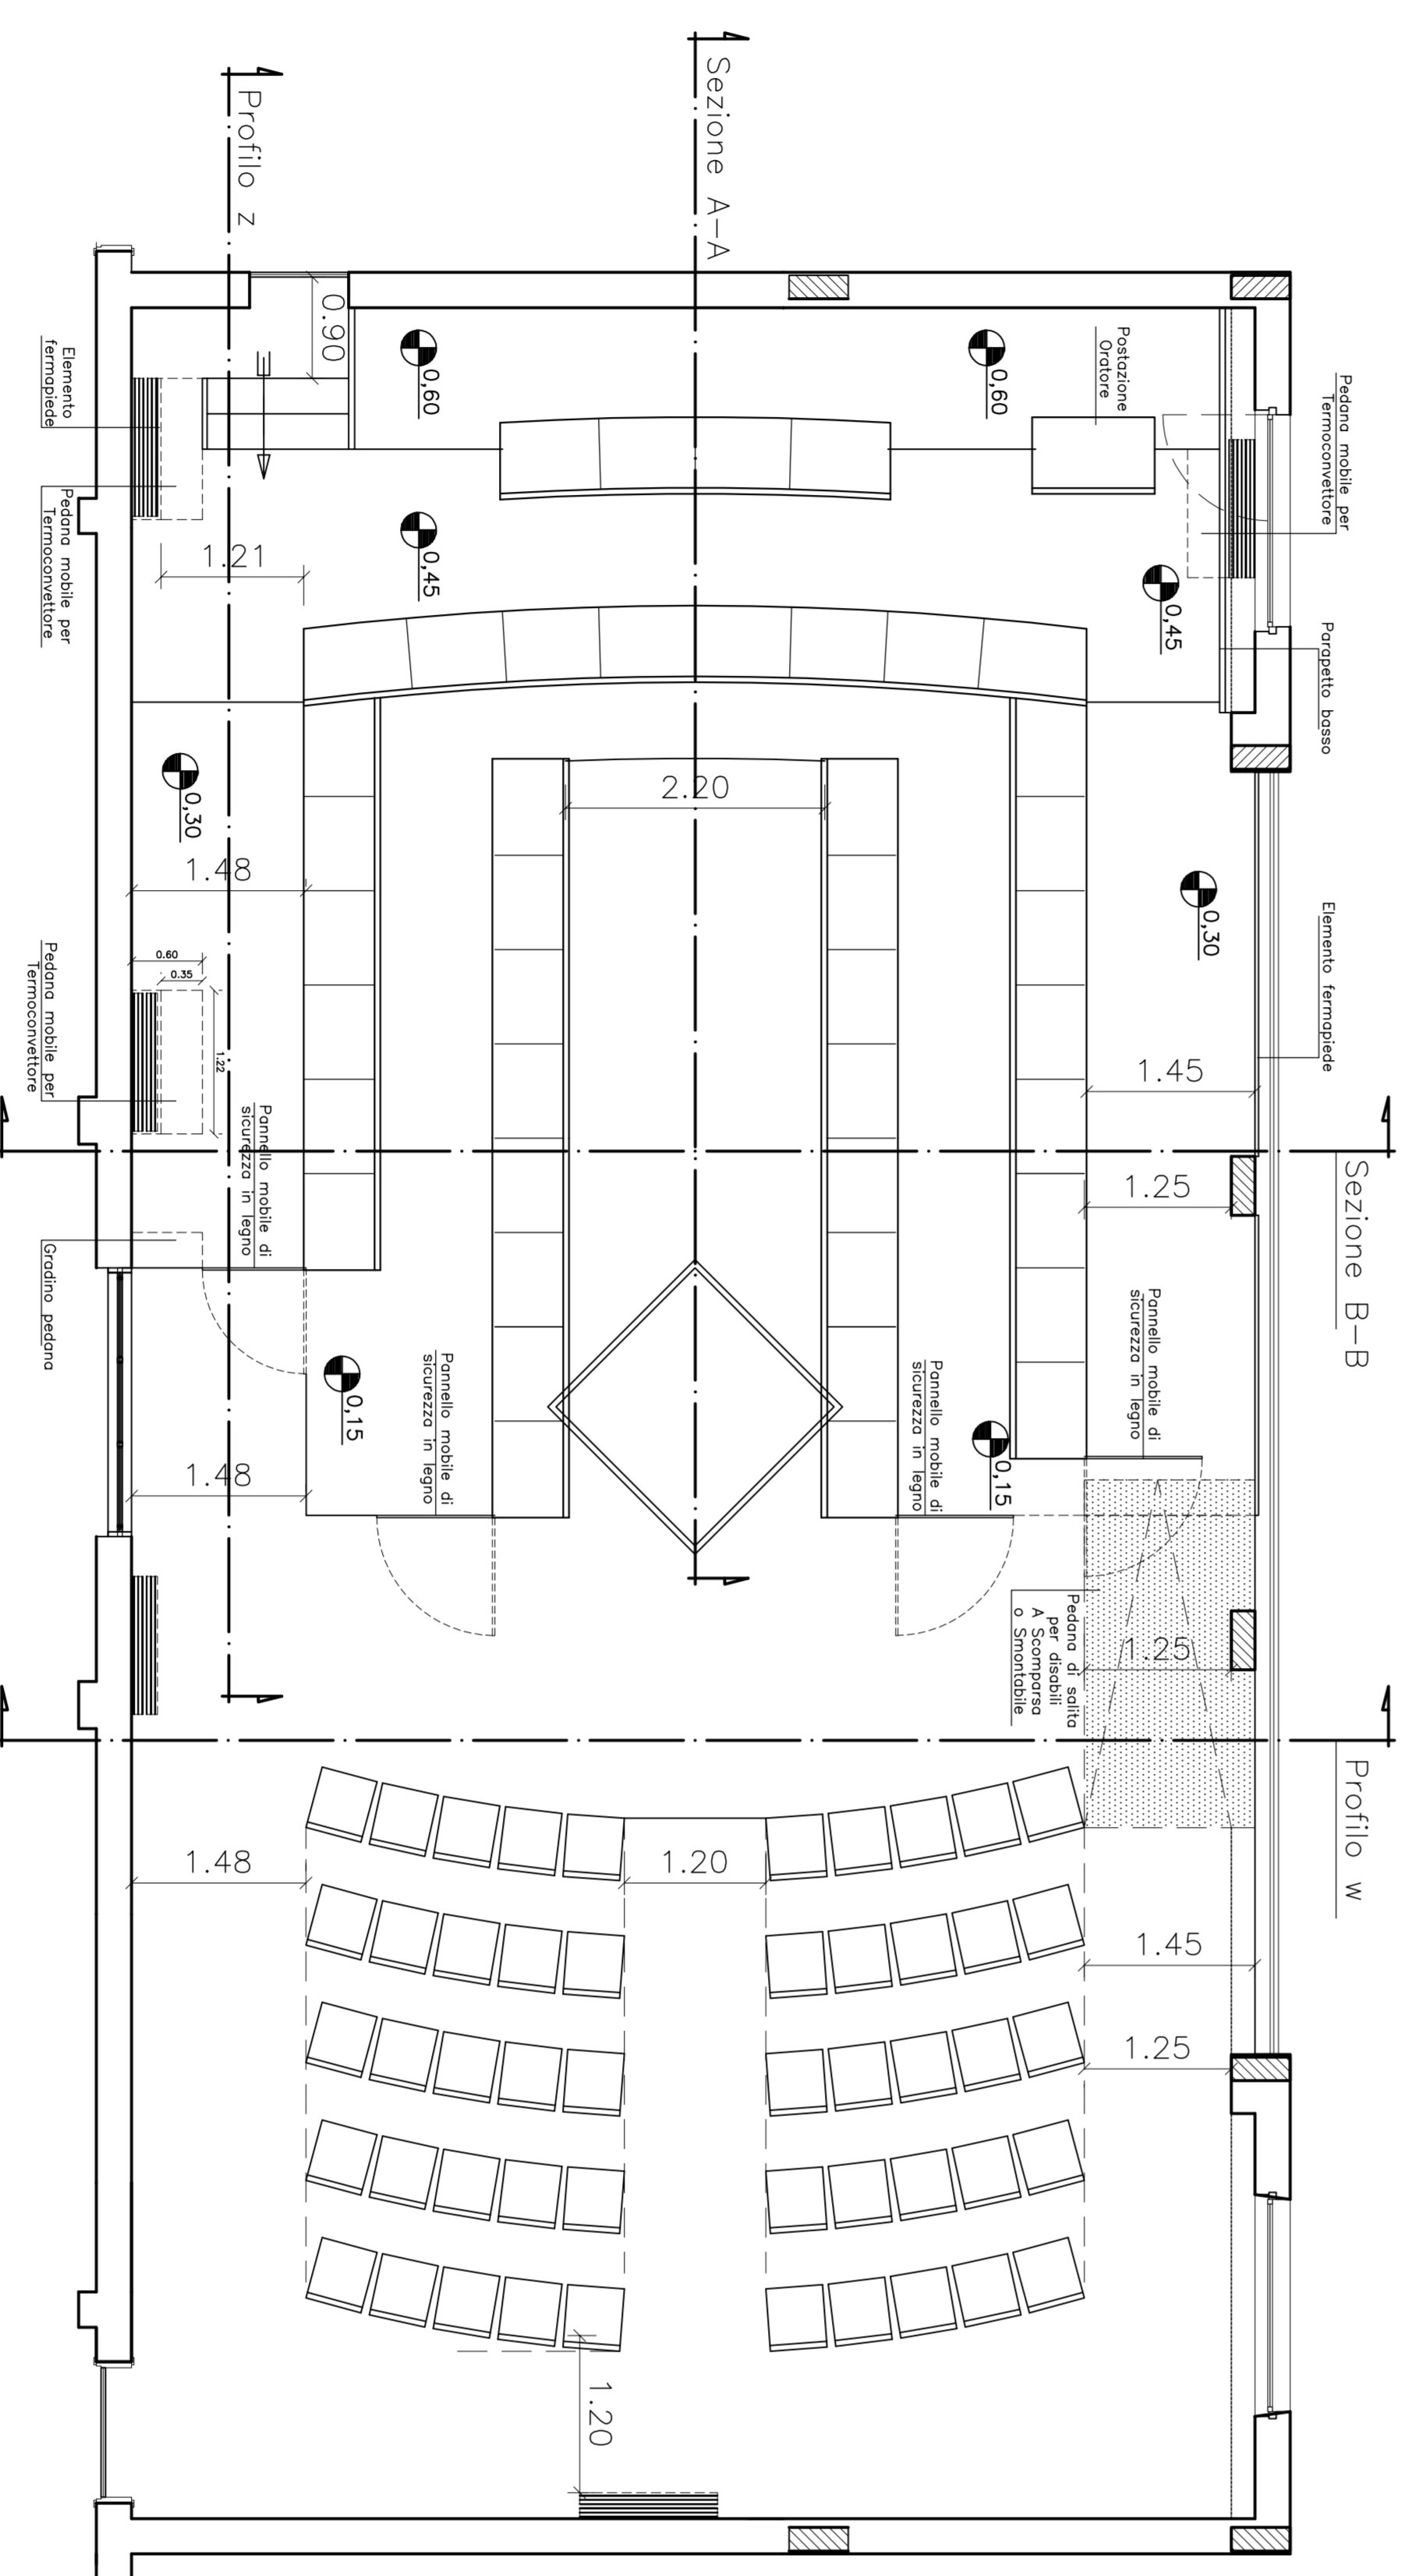 Sezione A-A
Profilo z
Pedana mobile per
Termoconvettore
Postazione
Oratore
0,60
0,60
0.90
Elemento
fermapiede
Pedana mobile per
Termoconvettore
1.21
0,45
0,45
Parapetto basso
0,30
0,30
2.20
1.48
Elemento fermapiede
0.60
0.35
1.22
Pedana mobile per
Termoconvettore
1.45
1.25
Sezione B-B
Pannello mobile di
sicurezza in legno
Gradino pedana
Pannello mobile di
sicurezza in legno
Pannello mobile di
sicurezza in legno
Pannello mobile di
sicurezza in legno
0,15
0,15
1.48
Pedana di salita
per disabili
A Scomparsa
o Smontabile
1.25
Profilo w
1.48
1.20
1.45
1.25
1.20